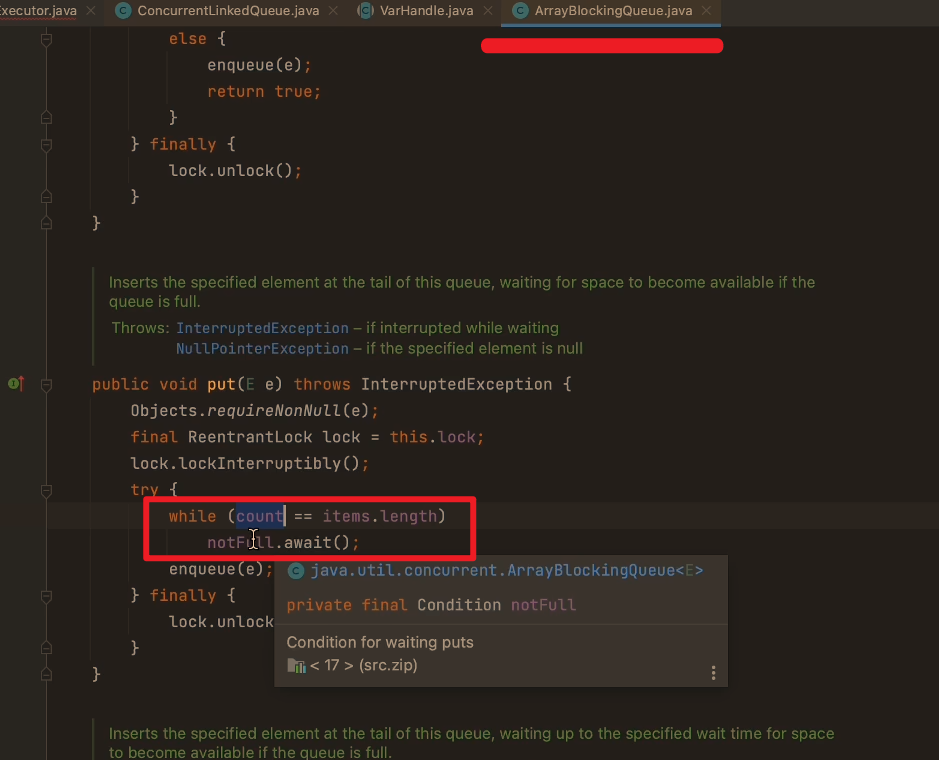 xecutor.java
ConcurrentLinkedQueue.java
VarHandle.java
ArrayBlockingQueue.java
else {
enqueue(e);
return true;
}
} finally {
lock.unlock();
}
}
Inserts the specified element at the tail of this queue, waiting for space to become available if the
queue is full.
Throws: InterruptedException – if interrupted while waiting
NullPointerException – if the specified element is null
public void put(E e) throws InterruptedException {
Objects.requireNonNull(e);
final ReentrantLock lock = this.lock;
lock.lockInterruptibly();
try {
while (count == items.length)
notFull.await();
enqueue(e);
java.util.concurrent.ArrayBlockingQueue<E>
} finally {
private final Condition notFull
lock.unlock
Condition for waiting puts
}
< 17 > (src.zip)
}
Inserts the specified element at the tail of this queue, waiting up to the specified wait time for space
to become available if the queue is full.